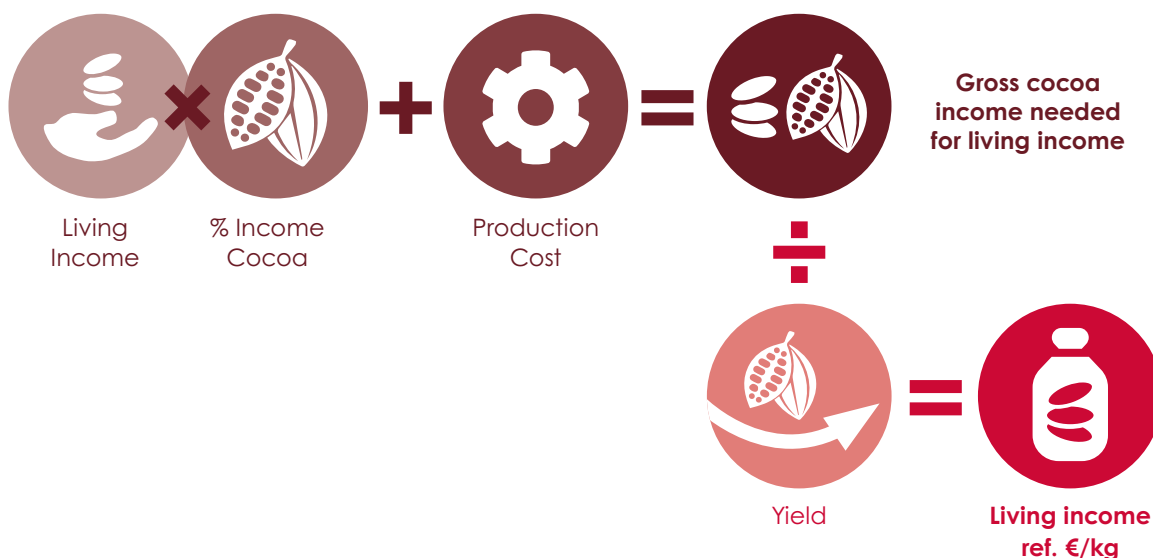 Gross cocoa
income needed
for living income
Living
Income
% Income
Cocoa
Production
Cost
Yield
Living income
ref. €/kg